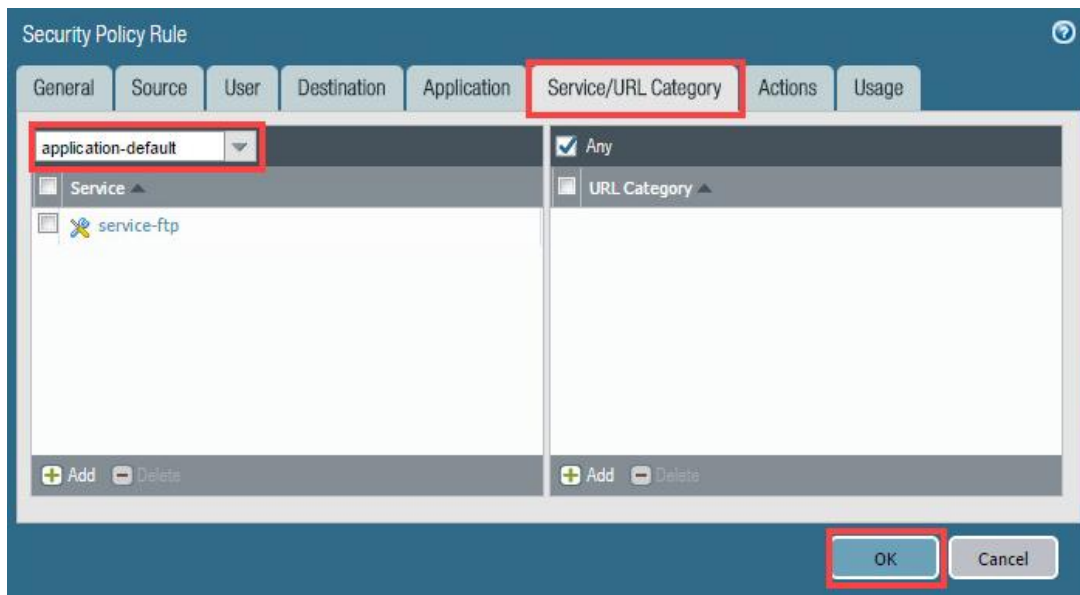 Security Policy Rule
General Source User Destination Application Service/URL Category Actions Usage
application-default
Any
Service
URL Category
service-ftp
Add Delete
Add Delete
OK Cancel